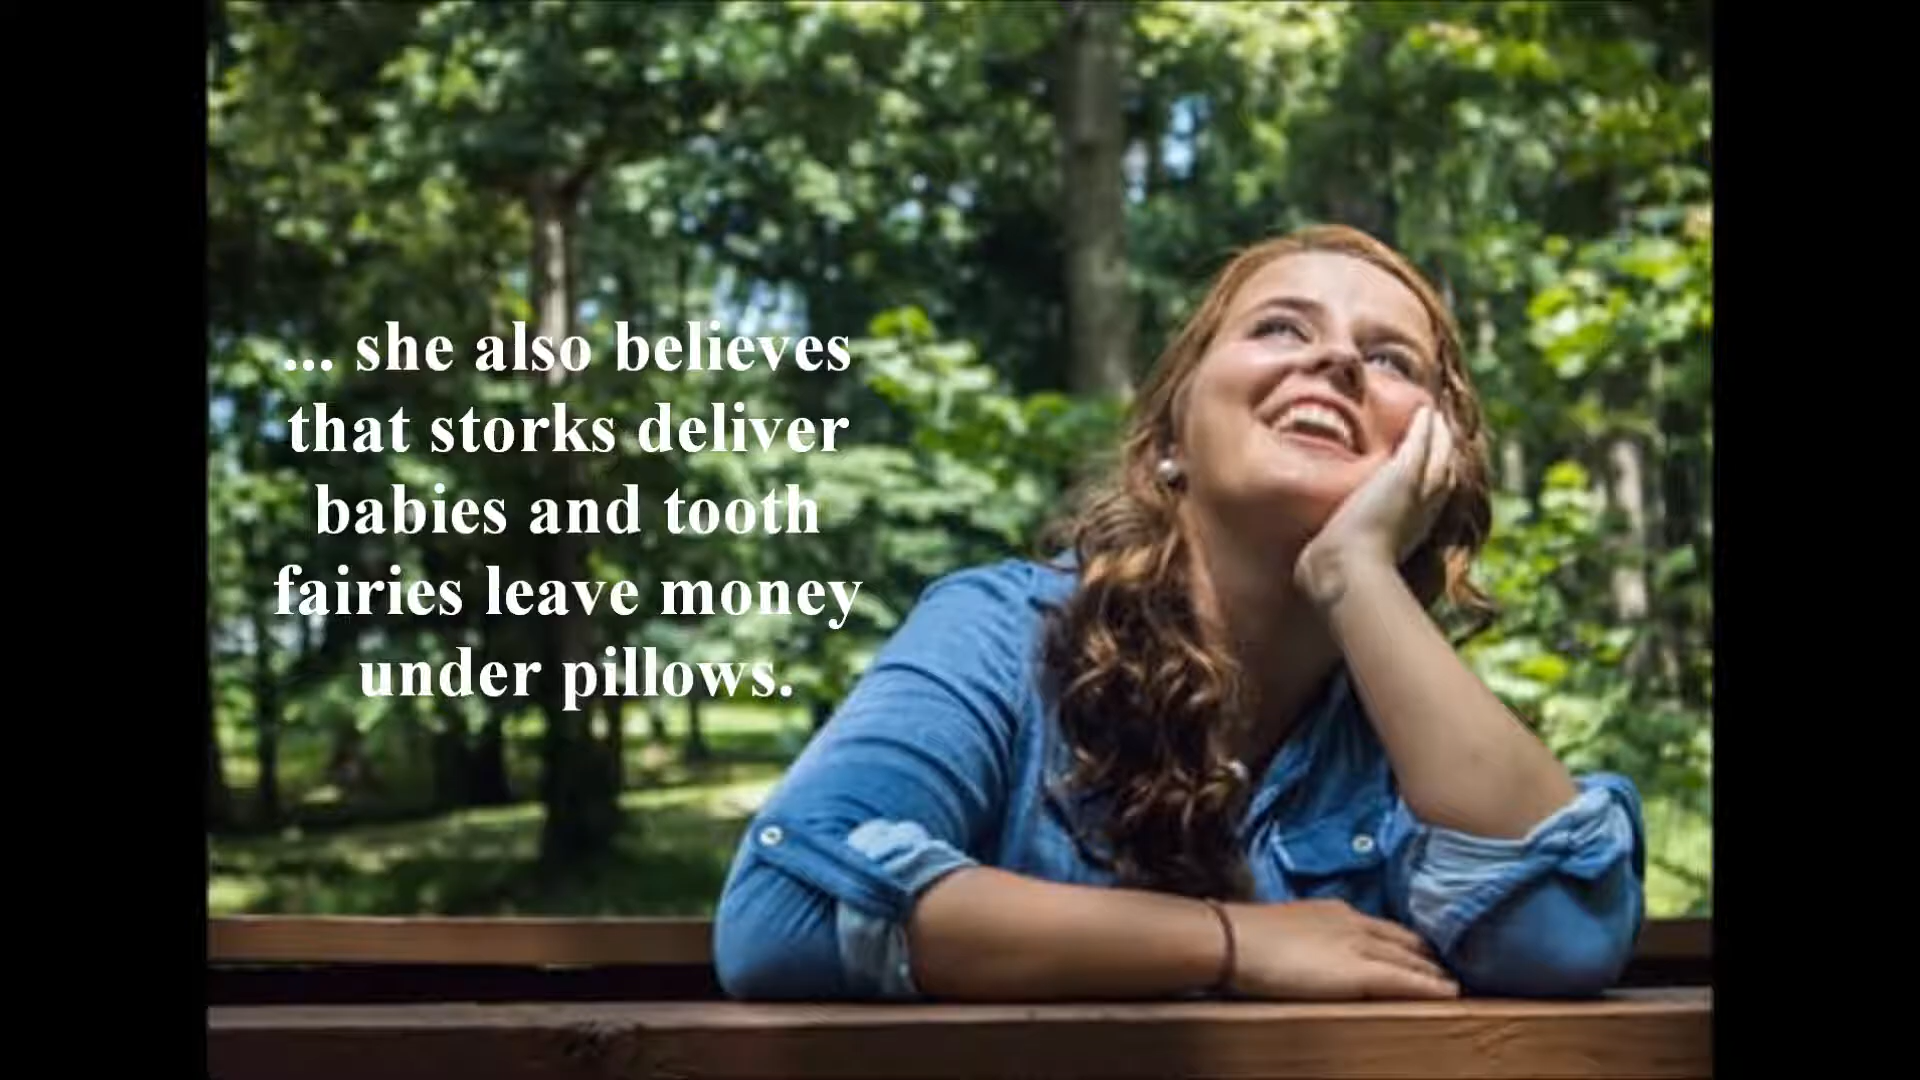 ... she also believes
that storks deliver
babies and tooth
fairies leave money
under pillows.